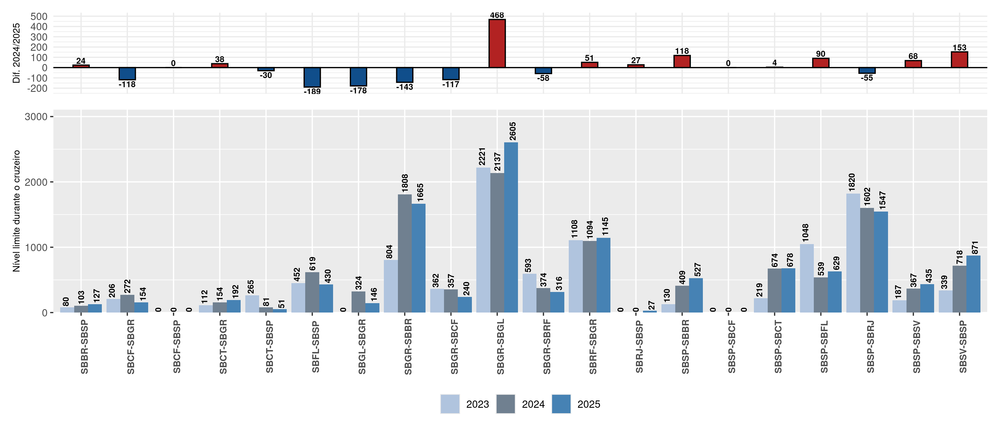 Dif. 2024/2025
500
400
300
200
100
0
-100
-200
24
-118
0
38
-30
-189
-178
-143
-117
468
-58
51
27
118
0
4
90
-55
68
153
Nível limite durante o cruzeiro
3000
2000
1000
0
80 103 127
206 272 154
0 0 0
112 154 192
265 81 51
452 619 430
0 324 146
804 1808 1665
362 357 240
2221 2137 2605
593 374 316
1108 1094 1145
0 0 27
130 409 527
0 0 0
219 674 678
1048 539 629
1820 1602 1547
187 367 435
339 718 871
SBBR-SBSP
SBCF-SBGR
SBCF-SBSP
SBCT-SBGR
SBCT-SBSP
SBFL-SBSP
SBGL-SBGR
SBGR-SBBR
SBGR-SBCF
SBGR-SBGL
SBGR-SBRF
SBRF-SBGR
SBRJ-SBSP
SBSP-SBBR
SBSP-SBCF
SBSP-SBCT
SBSP-SBFL
SBSP-SBRJ
SBSP-SBSV
SBSV-SBSP
2023 2024 2025